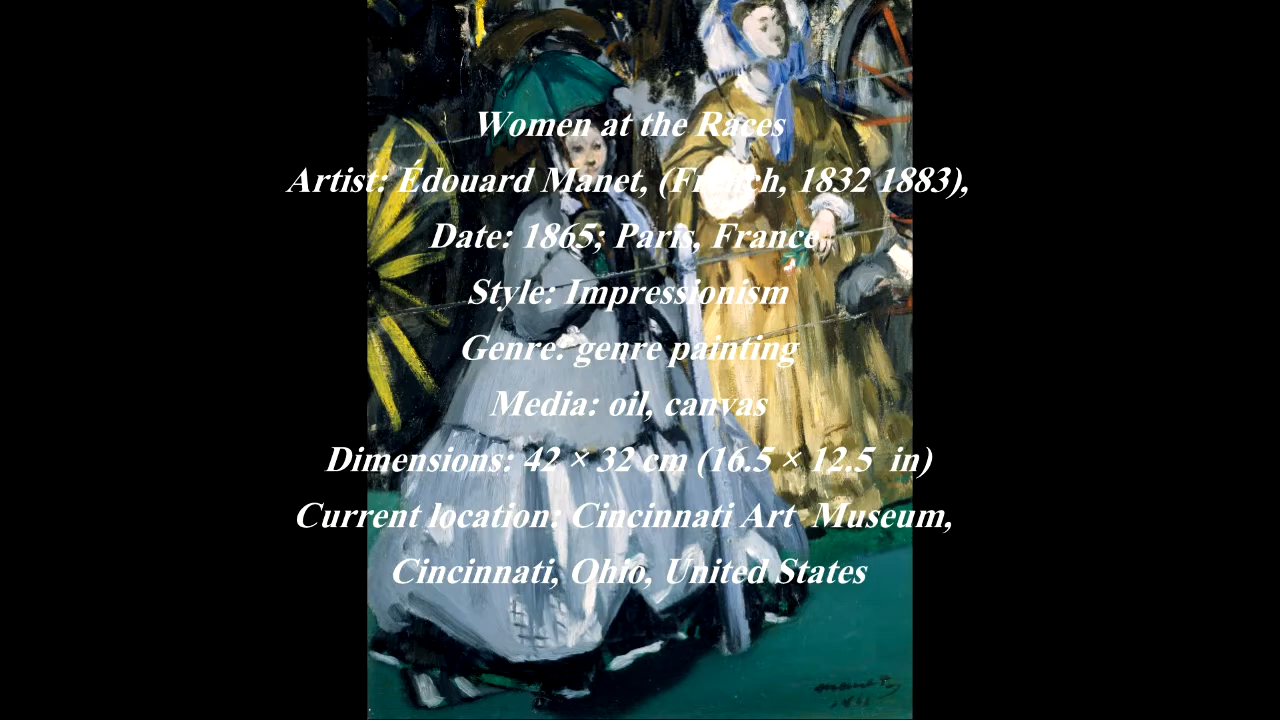 Women at the Races
Artist: Édouard Manet, (French, 1832 1883),
Date: 1865; Paris, France
Style: Impressionism
Genre: genre painting
Media: oil, canvas
Dimensions: 42 × 32 cm (16.5 × 12.5 in)
Current location: Cincinnati Art Museum,
Cincinnati, Ohio, United States